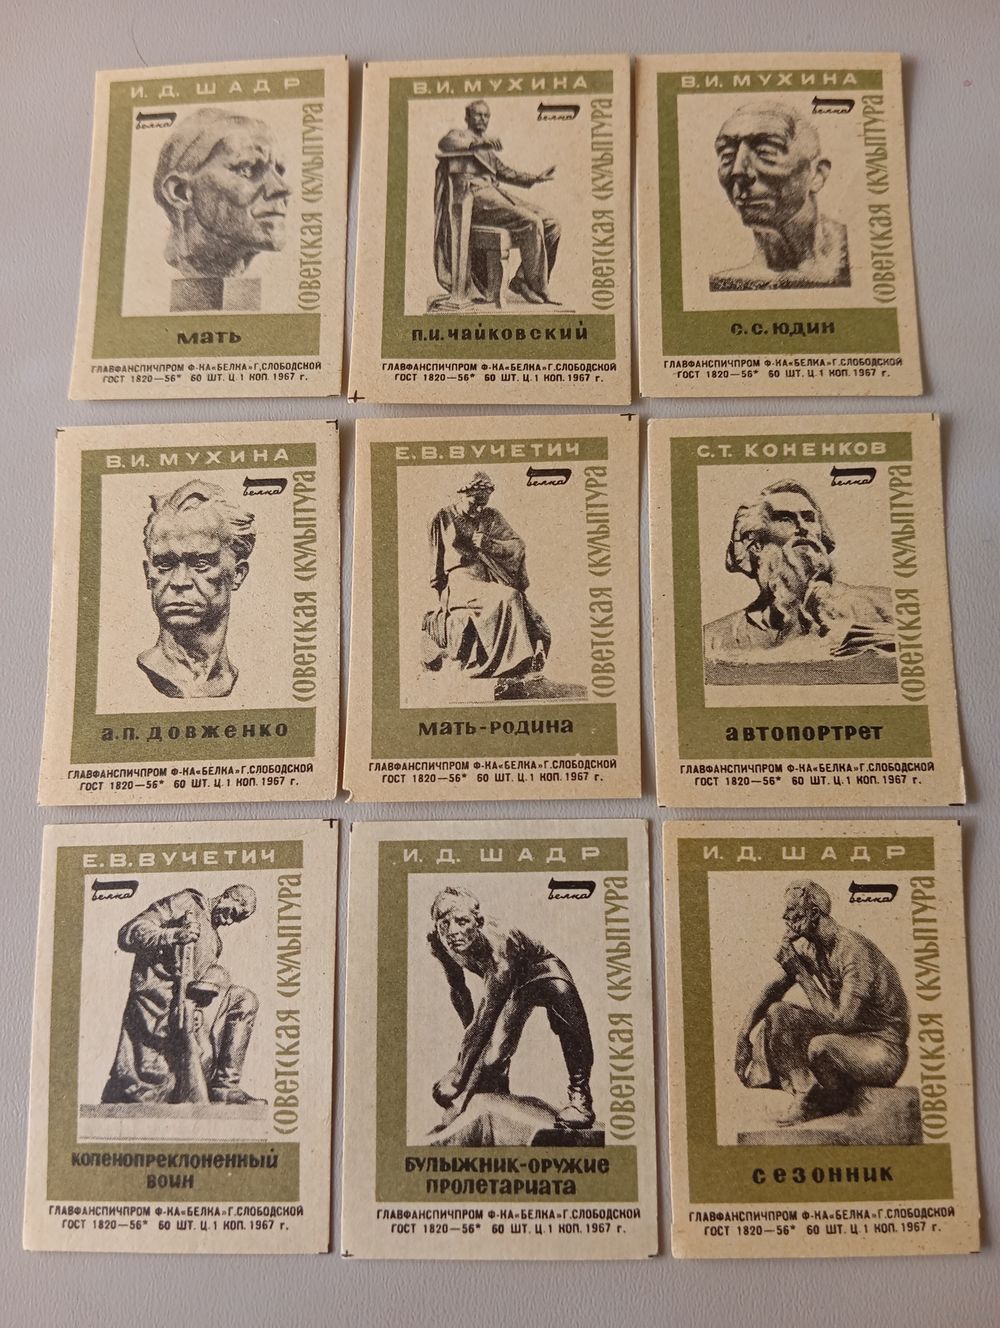 И. Д. ШАДР
белка
СОВЕТСКАЯ СКУЛЬПТУРА
МАТЬ
ГЛАВФАНСПИЧПРОМ Ф-КА «БЕЛКА» Г. СЛОБОДСКОЙ
ГОСТ 1820—56* 60 ШТ. Ц. 1 КОП. 1967 г.
В. И. МУХИНА
белка
СОВЕТСКАЯ СКУЛЬПТУРА
П. И. ЧАЙКОВСКИЙ
ГЛАВФАНСПИЧПРОМ Ф-КА «БЕЛКА» Г. СЛОБОДСКОЙ
ГОСТ 1820—56* 60 ШТ. Ц. 1 КОП. 1967 г.
В. И. МУХИНА
белка
СОВЕТСКАЯ СКУЛЬПТУРА
С. С. ЮДИН
ГЛАВФАНСПИЧПРОМ Ф-КА «БЕЛКА» Г. СЛОБОДСКОЙ
ГОСТ 1820—56* 60 ШТ. Ц. 1 КОП. 1967 г.
В. И. МУХИНА
белка
СОВЕТСКАЯ СКУЛЬПТУРА
А. П. ДОВЖЕНКО
ГЛАВФАНСПИЧПРОМ Ф-КА «БЕЛКА» Г. СЛОБОДСКОЙ
ГОСТ 1820—56* 60 ШТ. Ц. 1 КОП. 1967 г.
Е. В. ВУЧЕТИЧ
белка
СОВЕТСКАЯ СКУЛЬПТУРА
МАТЬ-РОДИНА
ГЛАВФАНСПИЧПРОМ Ф-КА «БЕЛКА» Г. СЛОБОДСКОЙ
ГОСТ 1820—56* 60 ШТ. Ц. 1 КОП. 1967 г.
С. Т. КОНЕНКОВ
белка
СОВЕТСКАЯ СКУЛЬПТУРА
АВТОПОРТРЕТ
ГЛАВФАНСПИЧПРОМ Ф-КА «БЕЛКА» Г. СЛОБОДСКОЙ
ГОСТ 1820—56* 60 ШТ. Ц. 1 КОП. 1967 г.
Е. В. ВУЧЕТИЧ
белка
СОВЕТСКАЯ СКУЛЬПТУРА
КОЛЕНОПРЕКЛОНЕННЫЙ
ВОИН
ГЛАВФАНСПИЧПРОМ Ф-КА «БЕЛКА» Г. СЛОБОДСКОЙ
ГОСТ 1820—56* 60 ШТ. Ц. 1 КОП. 1967 г.
И. Д. ШАДР
белка
СОВЕТСКАЯ СКУЛЬПТУРА
БУЛЫЖНИК-ОРУЖИЕ
ПРОЛЕТАРИАТА
ГЛАВФАНСПИЧПРОМ Ф-КА «БЕЛКА» Г. СЛОБОДСКОЙ
ГОСТ 1820—56* 60 ШТ. Ц. 1 КОП. 1967 г.
И. Д. ШАДР
белка
СОВЕТСКАЯ СКУЛЬПТУРА
СЕЗОННИК
ГЛАВФАНСПИЧПРОМ Ф-КА «БЕЛКА» Г. СЛОБОДСКОЙ
ГОСТ 1820—56* 60 ШТ. Ц. 1 КОП. 1967 г.